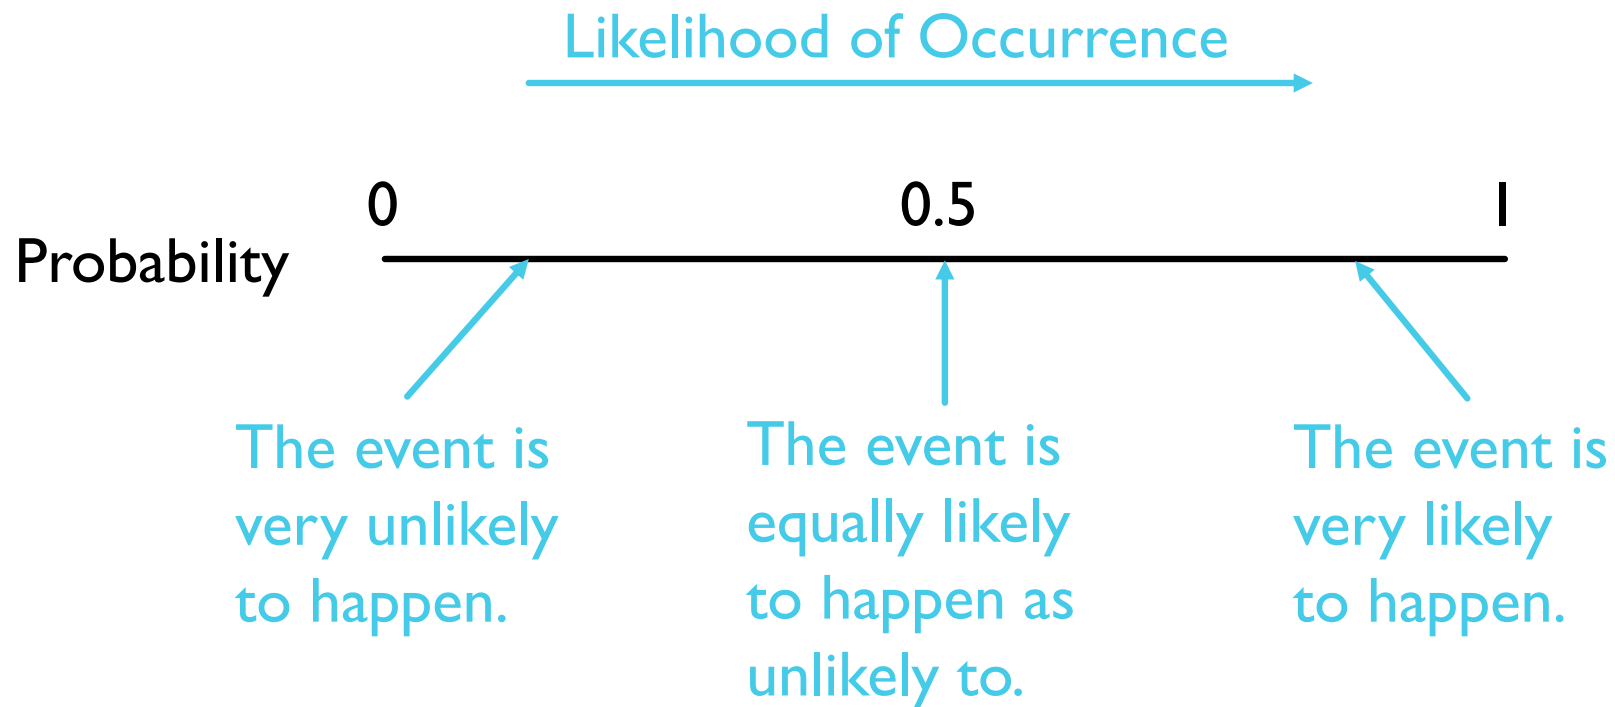 Likelihood of Occurrence
0 0.5 1
Probability
The event is
very unlikely
to happen.
The event is
equally likely
to happen as
unlikely to.
The event is
very likely
to happen.